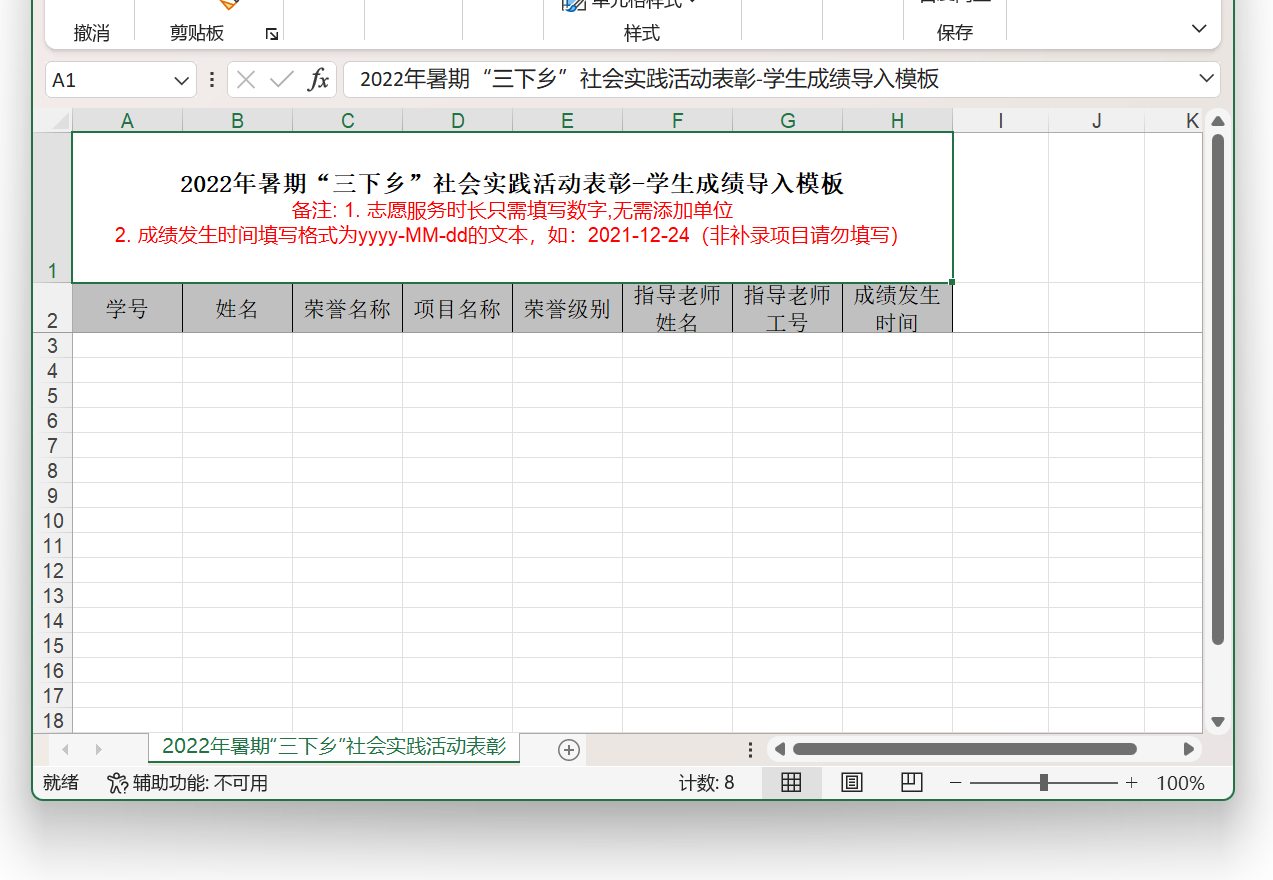 撤消 剪贴板 样式 保存
A1 fx 2022年暑期“三下乡”社会实践活动表彰-学生成绩导入模板
A B C D E F G H I J K
1
2022年暑期“三下乡”社会实践活动表彰-学生成绩导入模板
备注: 1. 志愿服务时长只需填写数字,无需添加单位
2. 成绩发生时间填写格式为yyyy-MM-dd的文本，如：2021-12-24（非补录项目请勿填写）
2 学号 姓名 荣誉名称 项目名称 荣誉级别 指导老师姓名 指导老师工号 成绩发生时间
3
4
5
6
7
8
9
10
11
12
13
14
15
16
17
18
2022年暑期“三下乡”社会实践活动表彰
就绪 辅助功能: 不可用 计数: 8 100%